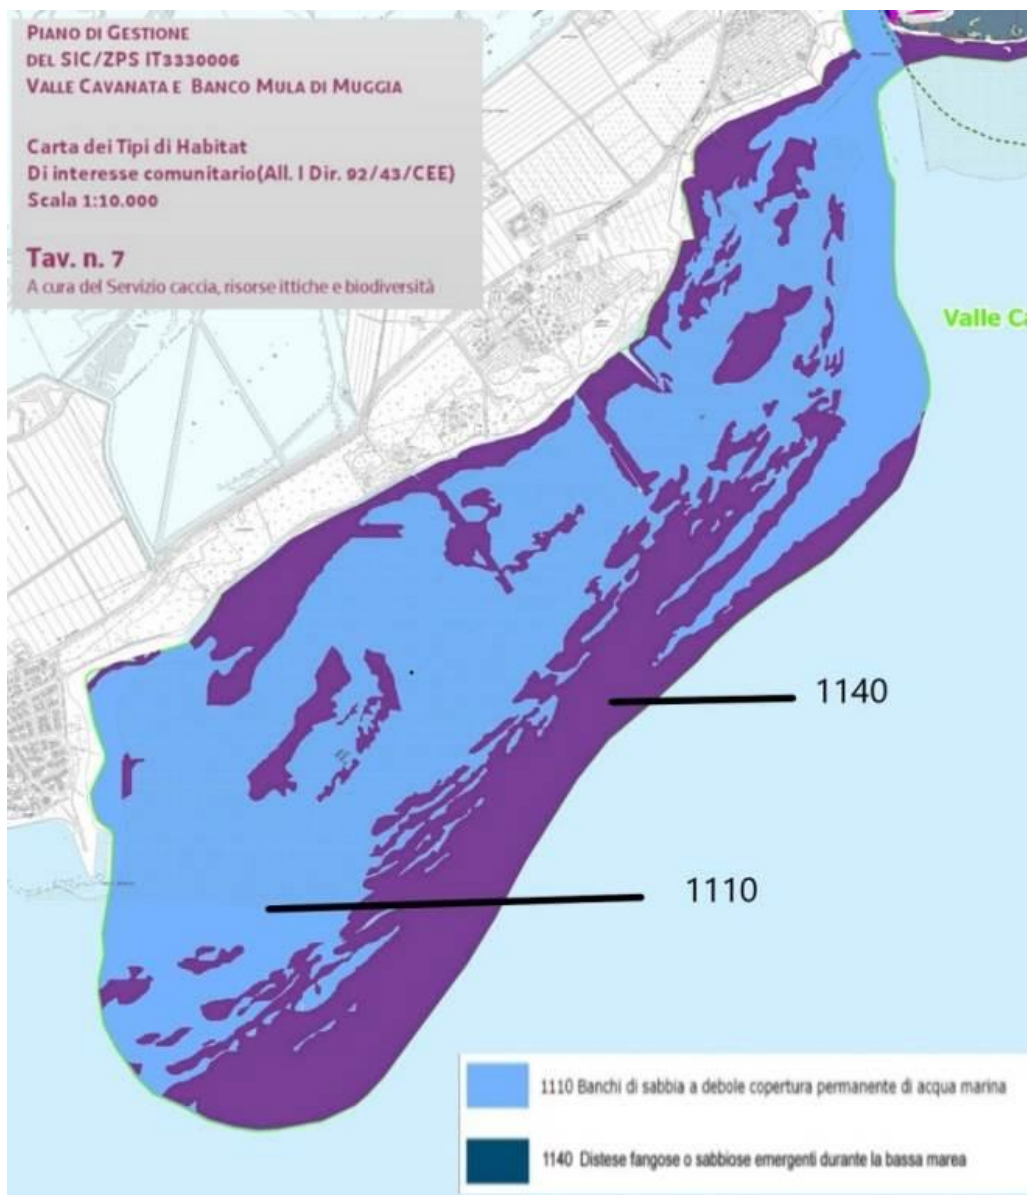 PIANO DI GESTIONE
DEL SIC/ZPS IT3330006
VALLE CAVANATA E BANCO MULA DI MUGGIA
Carta dei Tipi di Habitat
Di interesse comunitario(All. I Dir. 92/43/CEE)
Scala 1:10.000
Tav. n. 7
A cura del Servizio caccia, risorse ittiche e biodiversità
Valle Ca
1140
1110
1110 Banchi di sabbia a debole copertura permanente di acqua marina
1140 Distese fangose o sabbiose emergenti durante la bassa marea